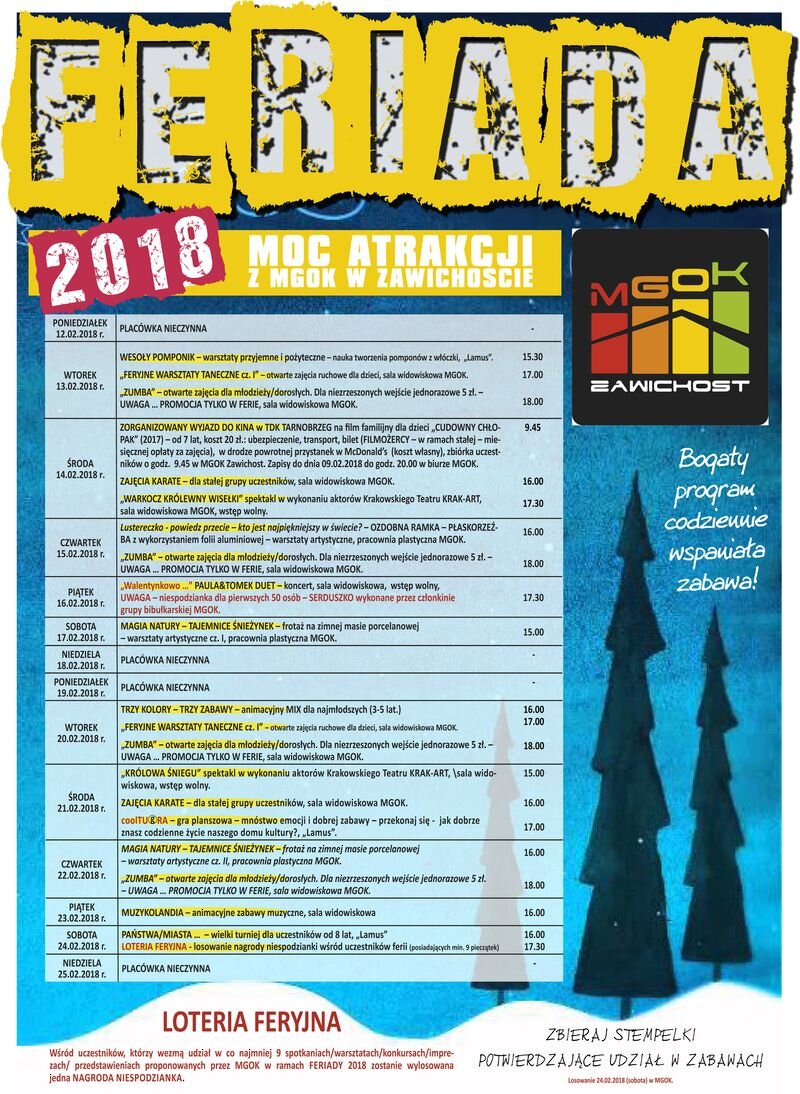 FERIADA
2018
MOC ATRAKCJI
Z MGOK W ZAWICHOŚCIE
MGOK
ZAWICHOST
PONIEDZIAŁEK
12.02.2018 r.
PLACÓWKA NIECZYNNA
-
WTOREK
13.02.2018 r.
WESOŁY POMPONIK – warsztaty przyjemne i pożyteczne – nauka tworzenia pomponów z włóczki, „Lamus".
15.30
„FERYJNE WARSZTATY TANECZNE cz. I" – otwarte zajęcia ruchowe dla dzieci, sala widowiskowa MGOK.
17.00
„ZUMBA" – otwarte zajęcia dla młodzieży/dorosłych. Dla niezrzeszonych wejście jednorazowe 5 zł. –
UWAGA ... PROMOCJA TYLKO W FERIE, sala widowiskowa MGOK.
18.00
ŚRODA
14.02.2018 r.
ZORGANIZOWANY WYJAZD DO KINA w TDK TARNOBRZEG na film familijny dla dzieci „CUDOWNY CHŁO-
PAK" (2017) – od 7 lat, koszt 20 zł.: ubezpieczenie, transport, bilet (FILMOŻERCY – w ramach stałej – mie-
sięcznej opłaty za zajęcia), w drodze powrotnej przystanek w McDonald's (koszt własny), zbiórka uczest-
ników o godz. 9.45 w MGOK Zawichost. Zapisy do dnia 09.02.2018 do godz. 20.00 w biurze MGOK.
9.45
ZAJĘCIA KARATE – dla stałej grupy uczestników, sala widowiskowa MGOK.
16.00
„WARKOCZ KRÓLEWNY WISEŁKI" spektakl w wykonaniu aktorów Krakowskiego Teatru KRAK-ART,
sala widowiskowa MGOK, wstęp wolny.
17.30
CZWARTEK
15.02.2018 r.
Lustereczko - powiedz przecie – kto jest najpiękniejszy w świecie? – OZDOBNA RAMKA – PŁASKORZEŹ-
BA z wykorzystaniem folii aluminiowej – warsztaty artystyczne, pracownia plastyczna MGOK.
16.00
„ZUMBA" – otwarte zajęcia dla młodzieży/dorosłych. Dla niezrzeszonych wejście jednorazowe 5 zł. –
UWAGA ... PROMOCJA TYLKO W FERIE, sala widowiskowa MGOK.
18.00
PIĄTEK
16.02.2018 r.
„Walentynkowo ..." PAULA&TOMEK DUET – koncert, sala widowiskowa, wstęp wolny,
UWAGA – niespodzianka dla pierwszych 50 osób – SERDUSZKO wykonane przez członkinie
grupy bibułkarskiej MGOK.
17.30
SOBOTA
17.02.2018 r.
MAGIA NATURY – TAJEMNICE ŚNIEŻYNEK – frotaż na zimnej masie porcelanowej
– warsztaty artystyczne cz. I, pracownia plastyczna MGOK.
15.00
NIEDZIELA
18.02.2018 r.
PLACÓWKA NIECZYNNA
-
PONIEDZIAŁEK
19.02.2018 r.
PLACÓWKA NIECZYNNA
-
WTOREK
20.02.2018 r.
TRZY KOLORY – TRZY ZABAWY – animacyjny MIX dla najmłodszych (3-5 lat.)
16.00
„FERYJNE WARSZTATY TANECZNE cz. I" – otwarte zajęcia ruchowe dla dzieci, sala widowiskowa MGOK.
17.00
„ZUMBA" – otwarte zajęcia dla młodzieży/dorosłych. Dla niezrzeszonych wejście jednorazowe 5 zł. –
UWAGA ... PROMOCJA TYLKO W FERIE, sala widowiskowa MGOK.
18.00
ŚRODA
21.02.2018 r.
„KRÓLOWA ŚNIEGU" spektakl w wykonaniu aktorów Krakowskiego Teatru KRAK-ART, \sala wido-
wiskowa, wstęp wolny.
15.00
ZAJĘCIA KARATE – dla stałej grupy uczestników, sala widowiskowa MGOK.
16.00
coolTU@RA – gra planszowa – mnóstwo emocji i dobrej zabawy – przekonaj się - jak dobrze
znasz codzienne życie naszego domu kultury?, „Lamus".
17.00
CZWARTEK
22.02.2018 r.
MAGIA NATURY – TAJEMNICE ŚNIEŻYNEK – frotaż na zimnej masie porcelanowej
– warsztaty artystyczne cz. II, pracownia plastyczna MGOK.
16.00
„ZUMBA" – otwarte zajęcia dla młodzieży/dorosłych. Dla niezrzeszonych wejście jednorazowe 5 zł.
– UWAGA ... PROMOCJA TYLKO W FERIE, sala widowiskowa MGOK.
18.00
PIĄTEK
23.02.2018 r.
MUZYKOLANDIA – animacyjne zabawy muzyczne, sala widowiskowa
16.00
SOBOTA
24.02.2018 r.
PAŃSTWA/MIASTA ... – wielki turniej dla uczestników od 8 lat, „Lamus"
16.00
LOTERIA FERYJNA - losowanie nagrody niespodzianki wśród uczestników ferii (posiadających min. 9 pieczątek)
17.30
NIEDZIELA
25.02.2018 r.
PLACÓWKA NIECZYNNA
-
Bogaty
program
codziennie
wspaniała
zabawa!
LOTERIA FERYJNA
Wśród uczestników, którzy wezmą udział w co najmniej 9 spotkaniach/warsztatach/konkursach/impre-
zach/ przedstawieniach proponowanych przez MGOK w ramach FERIADY 2018 zostanie wylosowana
jedna NAGRODA NIESPODZIANKA.
ZBIERAJ STEMPELKI
POTWIERDZAJĄCE UDZIAŁ W ZABAWACH
Losowanie 24.02.2018 (sobota) w MGOK.